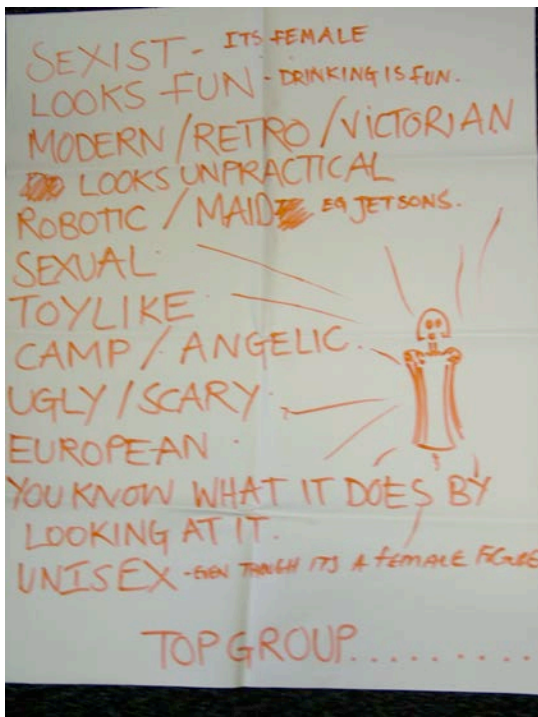 SEXIST - ITS FEMALE
LOOKS FUN - DRINKING IS FUN.
MODERN / RETRO / VICTORIAN
LOOKS UNPRACTICAL
ROBOTIC / MAID EG JETSONS.
SEXUAL
TOYLIKE
CAMP / ANGELIC
UGLY / SCARY
EUROPEAN
YOU KNOW WHAT IT DOES BY
LOOKING AT IT.
UNISEX - EVEN THOUGH ITS A FEMALE FIGURE
TOP GROUP.........